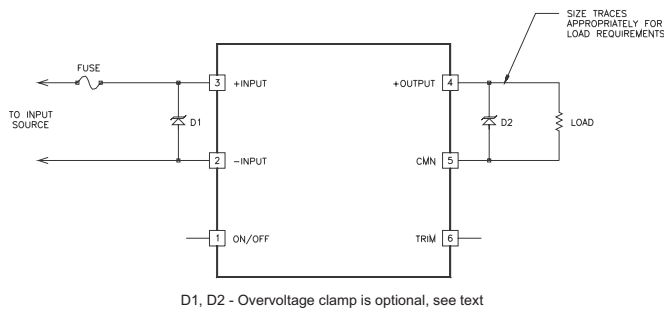 SIZE TRACES
APPROPRIATELY FOR
LOAD REQUIREMENTS
FUSE
3 +INPUT
+OUTPUT 4
TO INPUT
SOURCE
D1
D2
LOAD
2 -INPUT
CMN 5
1 ON/OFF
TRIM 6
D1, D2 - Overvoltage clamp is optional, see text